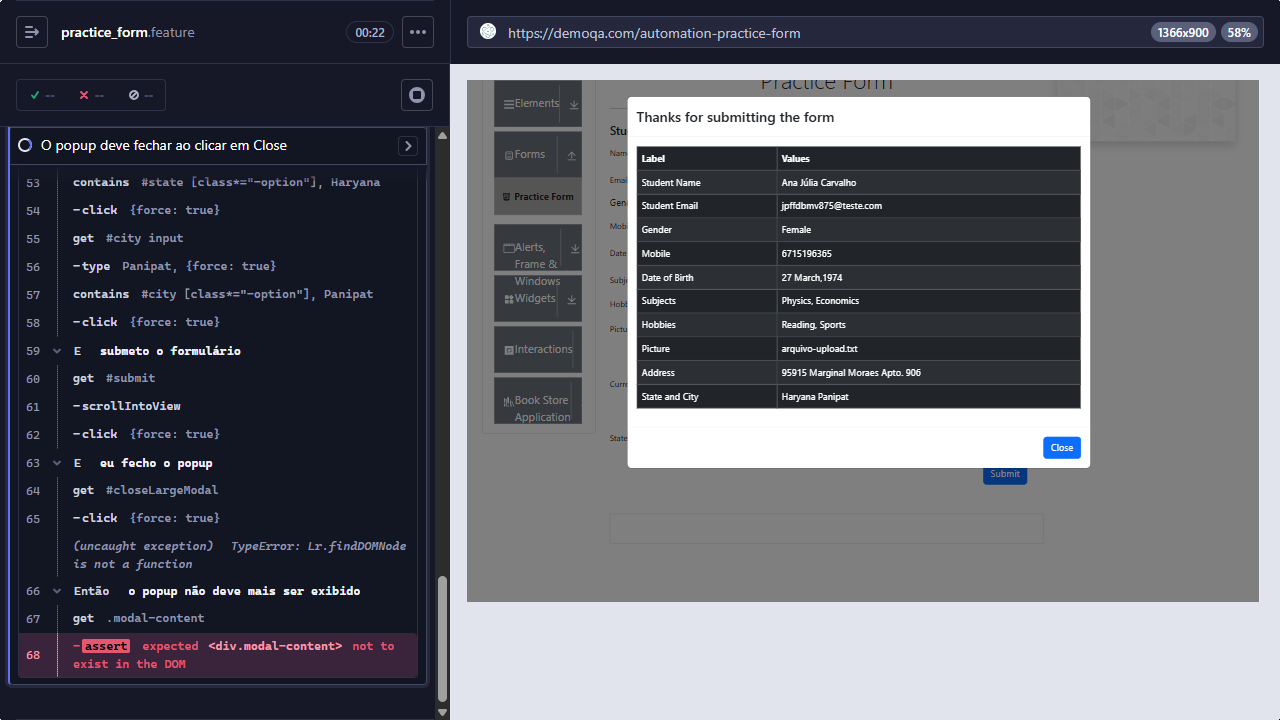 practice_form.feature
00:22
https://demoqa.com/automation-practice-form
1366x900
58%
--
--
--
O popup deve fechar ao clicar em Close
53 contains #state [class*="-option"], Haryana
54 -click {force: true}
55 get #city input
56 -type Panipat, {force: true}
57 contains #city [class*="-option"], Panipat
58 -click {force: true}
59 E submeto o formulário
60 get #submit
61 -scrollIntoView
62 -click {force: true}
63 E eu fecho o popup
64 get #closeLargeModal
65 -click {force: true}
(uncaught exception) TypeError: Lr.findDOMNode
is not a function
66 Então o popup não deve mais ser exibido
67 get .modal-content
68 -assert expected <div.modal-content> not to
exist in the DOM
Practice Form
Elements
Forms
Practice Form
Alerts,
Frame &
Windows
Widgets
Interactions
Book Store
Application
Name
Email
Mobi
Date
Subje
Hobb
Pictu
State
Thanks for submitting the form
Label Values
Student Name Ana Júlia Carvalho
Student Email jpffdbmv875@teste.com
Gender Female
Mobile 6715196365
Date of Birth 27 March,1974
Subjects Physics, Economics
Hobbies Reading, Sports
Picture arquivo-upload.txt
Address 95915 Marginal Moraes Apto. 906
State and City Haryana Panipat
Close
Submit